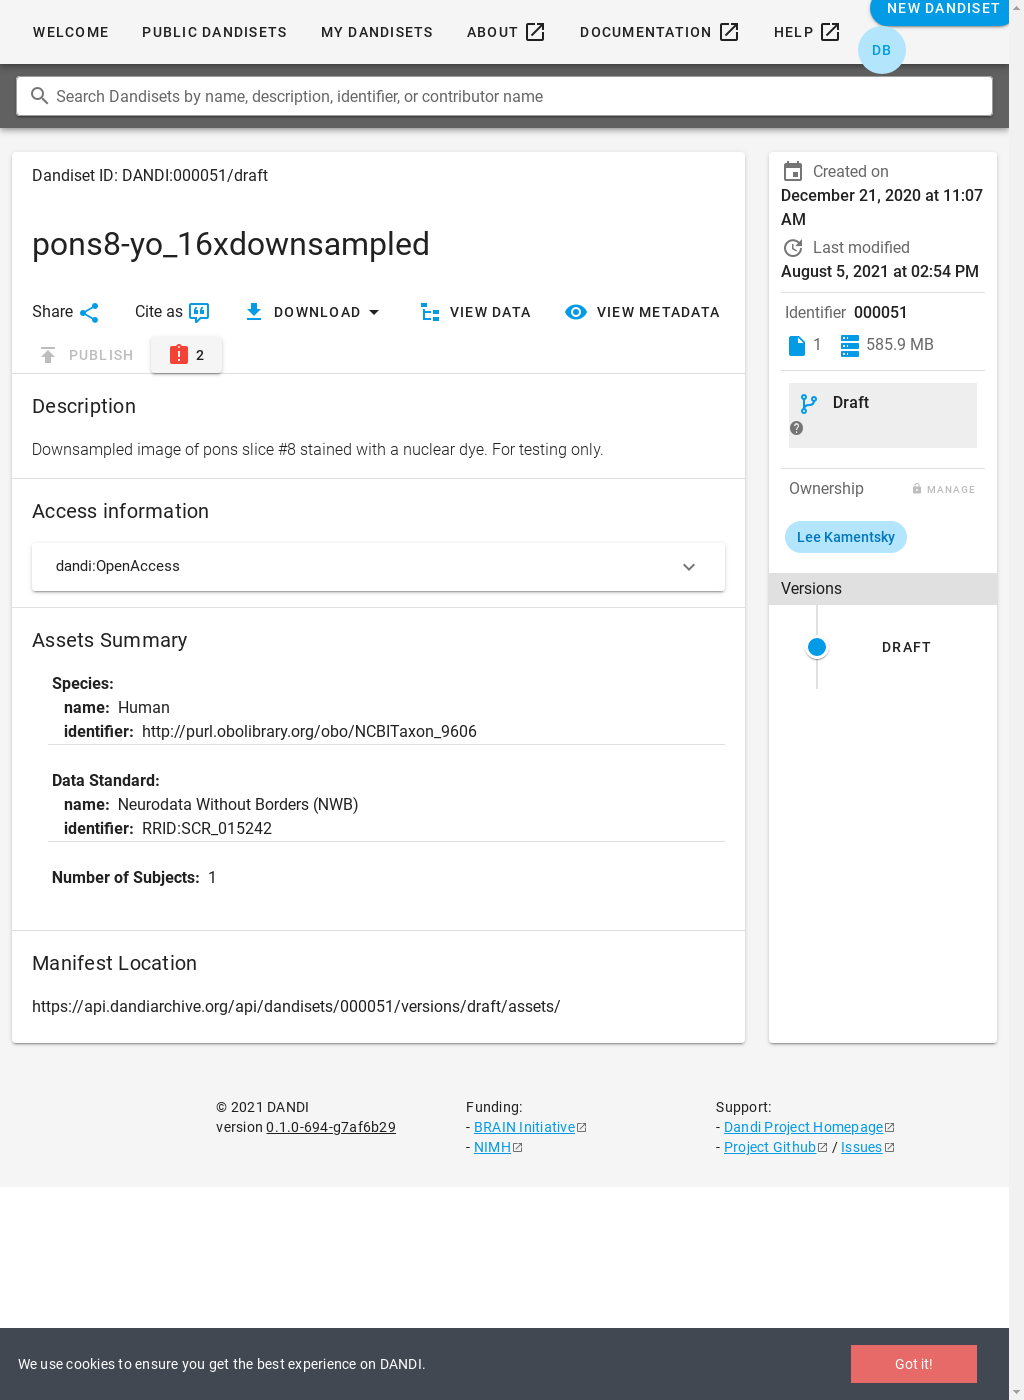 WELCOME PUBLIC DANDISETS MY DANDISETS ABOUT DOCUMENTATION HELP NEW DANDISET
DB
Search Dandisets by name, description, identifier, or contributor name
Dandiset ID: DANDI:000051/draft
pons8-yo_16xdownsampled
Share Cite as DOWNLOAD VIEW DATA VIEW METADATA
PUBLISH 2
Description
Downsampled image of pons slice #8 stained with a nuclear dye. For testing only.
Access information
dandi:OpenAccess
Assets Summary
Species:
name: Human
identifier: http://purl.obolibrary.org/obo/NCBITaxon_9606
Data Standard:
name: Neurodata Without Borders (NWB)
identifier: RRID:SCR_015242
Number of Subjects: 1
Manifest Location
https://api.dandiarchive.org/api/dandisets/000051/versions/draft/assets/
Created on
December 21, 2020 at 11:07
AM
Last modified
August 5, 2021 at 02:54 PM
Identifier 000051
1 585.9 MB
Draft
Ownership MANAGE
Lee Kamentsky
Versions
DRAFT
© 2021 DANDI
version 0.1.0-694-g7af6b29
Funding:
- BRAIN Initiative
- NIMH
Support:
- Dandi Project Homepage
- Project Github / Issues
We use cookies to ensure you get the best experience on DANDI.
Got it!